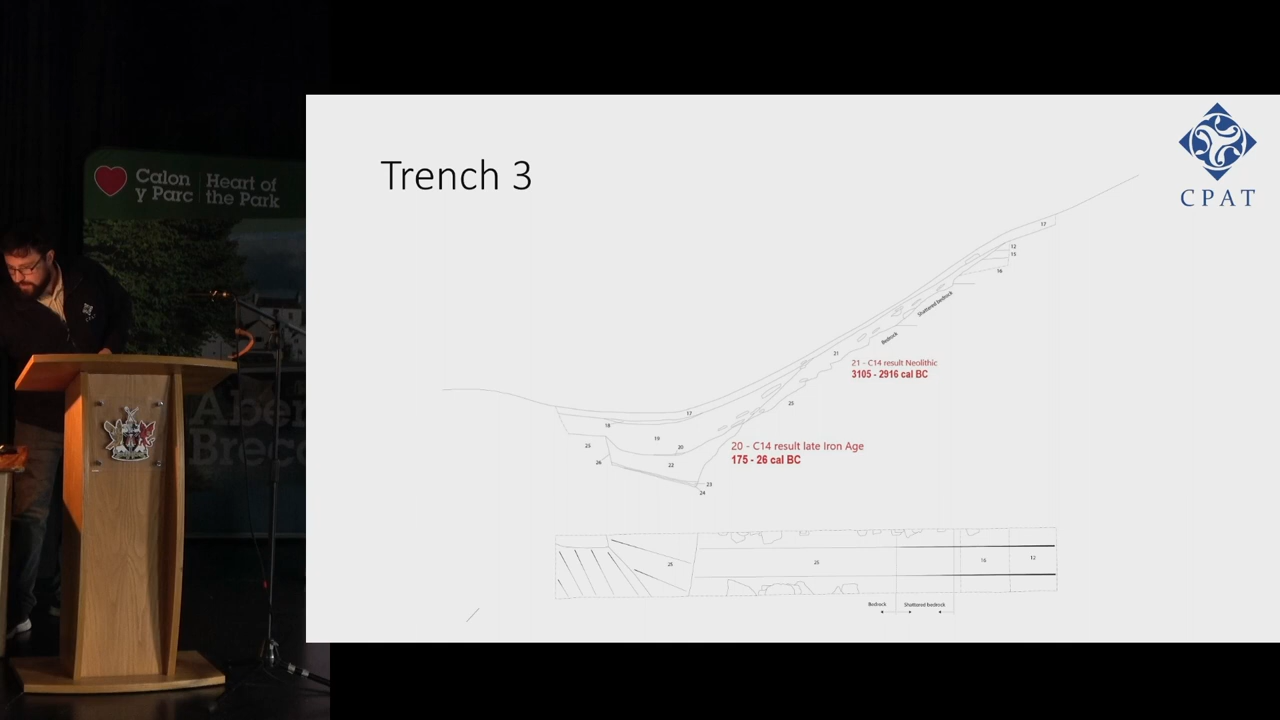 Calon
y Parc
Heart of
the Park
Aber
Breco
Trench 3
CPAT
17
12
15
16
Shattered bedrock
Bedrock
21
21 - C14 result Neolithic
3105 - 2916 cal BC
25
17
18
19
20
25
26
22
20 - C14 result late Iron Age
175 - 26 cal BC
23
24
25
16
12
Bedrock
Shattered bedrock